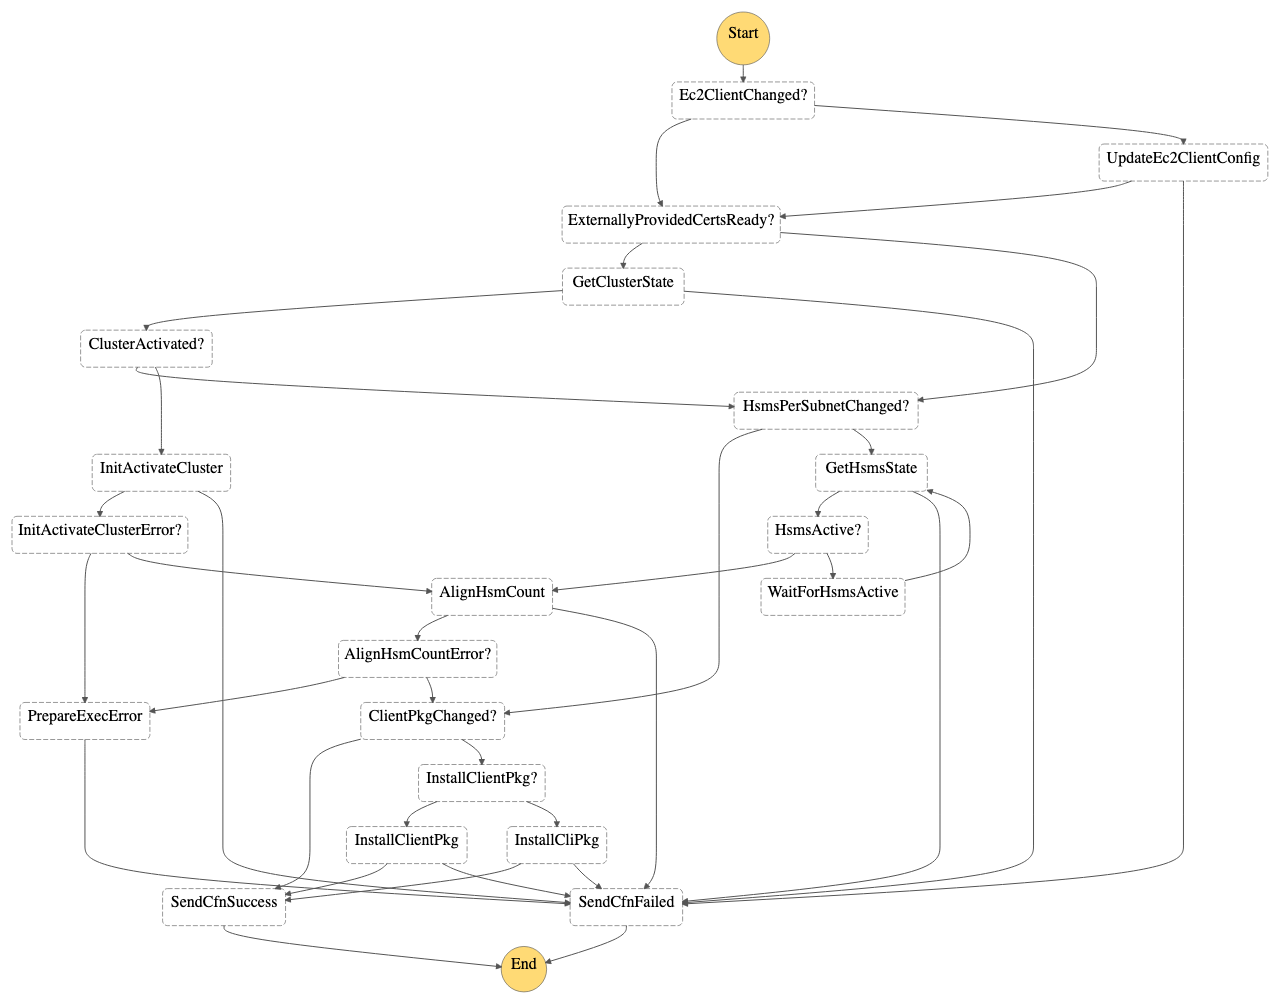 Start
Ec2ClientChanged?
UpdateEc2ClientConfig
ExternallyProvidedCertsReady?
GetClusterState
ClusterActivated?
HsmsPerSubnetChanged?
InitActivateCluster
GetHsmsState
InitActivateClusterError?
HsmsActive?
AlignHsmCount
WaitForHsmsActive
AlignHsmCountError?
PrepareExecError
ClientPkgChanged?
InstallClientPkg?
InstallClientPkg
InstallCliPkg
SendCfnSuccess
SendCfnFailed
End